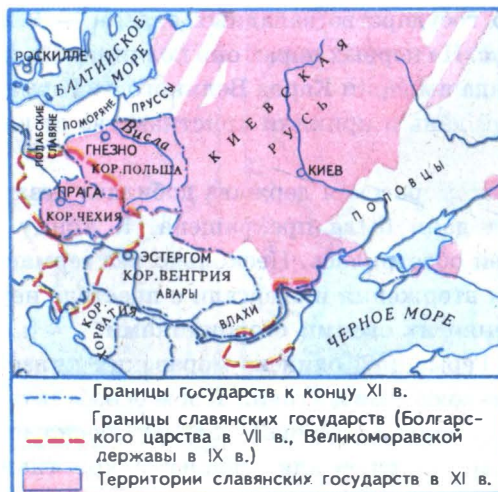 РОСКИЛЛЕ
БАЛТИЙСКОЕ
МОРЕ
ПРУССЫ
ПОМОРЯНЕ
ПОЛАБСКИЕ
СЛАВЯНЕ
Висла
ГНЕЗНО
КОР.ПОЛЬША
КИЕВСКАЯ
РУСЬ
КИЕВ
ПРАГА
КОР.ЧЕХИЯ
ПОЛОВЦЫ
ЭСТЕРГОМ
КОР.ВЕНГРИЯ
АВАРЫ
КОР.
ХОРВАТИЯ
ВЛАХИ
ЧЕРНОЕ МОРЕ
Границы государств к концу XI в.
Границы славянских государств (Болгар-
ского царства в VII в., Великоморавской
державы в IX в.)
Территории славянских государств в XI в.